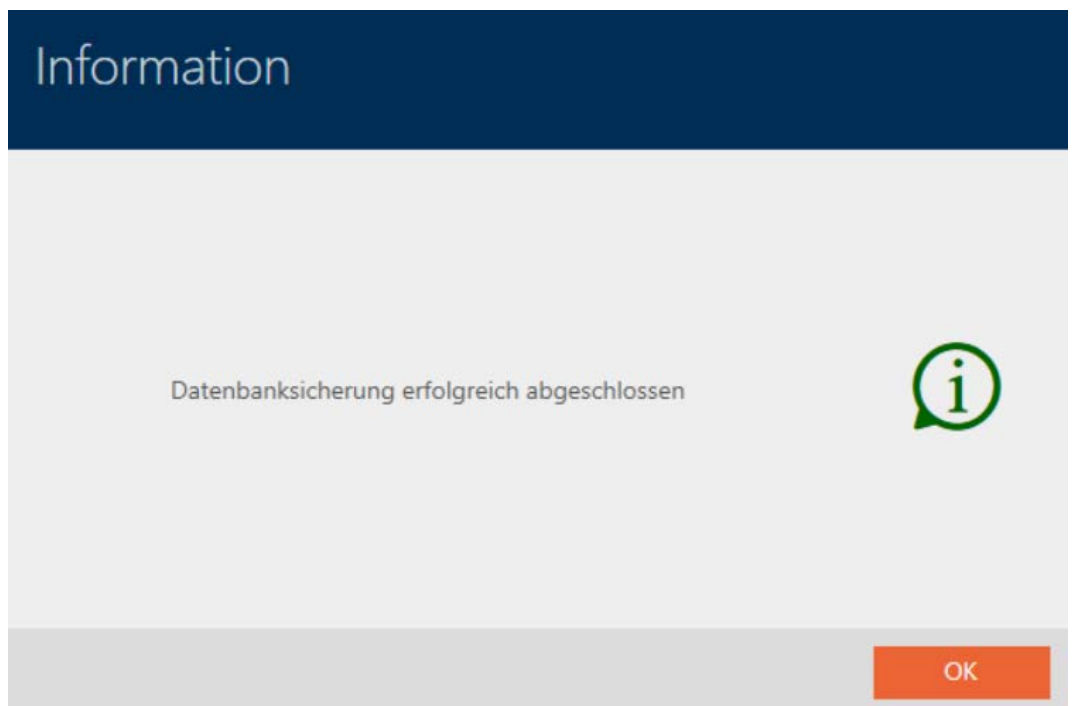 Information
Datenbanksicherung erfolgreich abgeschlossen
i
OK